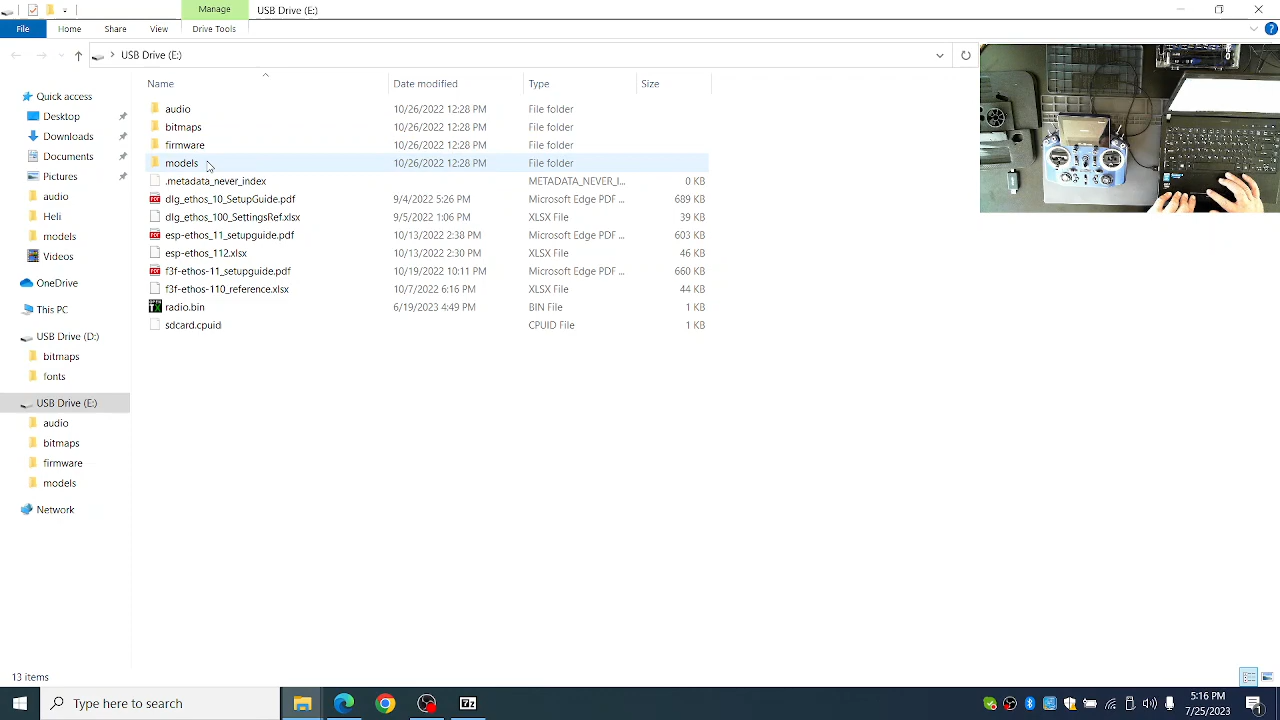 Manage USB Drive (E:)
File Home Share View Drive Tools
USB Drive (E:)
Name Date modified Type Size
Quick access
Desktop
Downloads
Documents
Pictures
audio
Heli
models
Videos
OneDrive
This PC
USB Drive (D:)
bitmaps
fonts
USB Drive (E:)
audio
bitmaps
firmware
models
Network
audio 10/26/2022 12:28 PM File folder
bitmaps 10/26/2022 12:28 PM File folder
firmware 10/26/2022 12:28 PM File folder
models 10/26/2022 12:28 PM File folder
.metadata_never_index METADATA_NEVER_I... 0 KB
dlg_ethos_10_SetupGuide.pdf 9/4/2022 5:26 PM Microsoft Edge PDF ... 689 KB
dlg_ethos_100_SettingsRef.xlsx 9/5/2022 1:06 PM XLSX File 39 KB
esp-ethos_11_setupguide.pdf 10/13/2022 2:38 PM Microsoft Edge PDF ... 603 KB
esp-ethos_112.xlsx 10/13/2022 2:30 PM XLSX File 46 KB
f3f-ethos-11_setupguide.pdf 10/19/2022 10:11 PM Microsoft Edge PDF ... 660 KB
f3f-ethos-110_reference.xlsx 10/7/2022 6:16 PM XLSX File 44 KB
radio.bin 6/19/2023 4:49 PM BIN File 1 KB
sdcard.cpuid CPUID File 1 KB
13 items
Type here to search
5:16 PM
7/25/2023